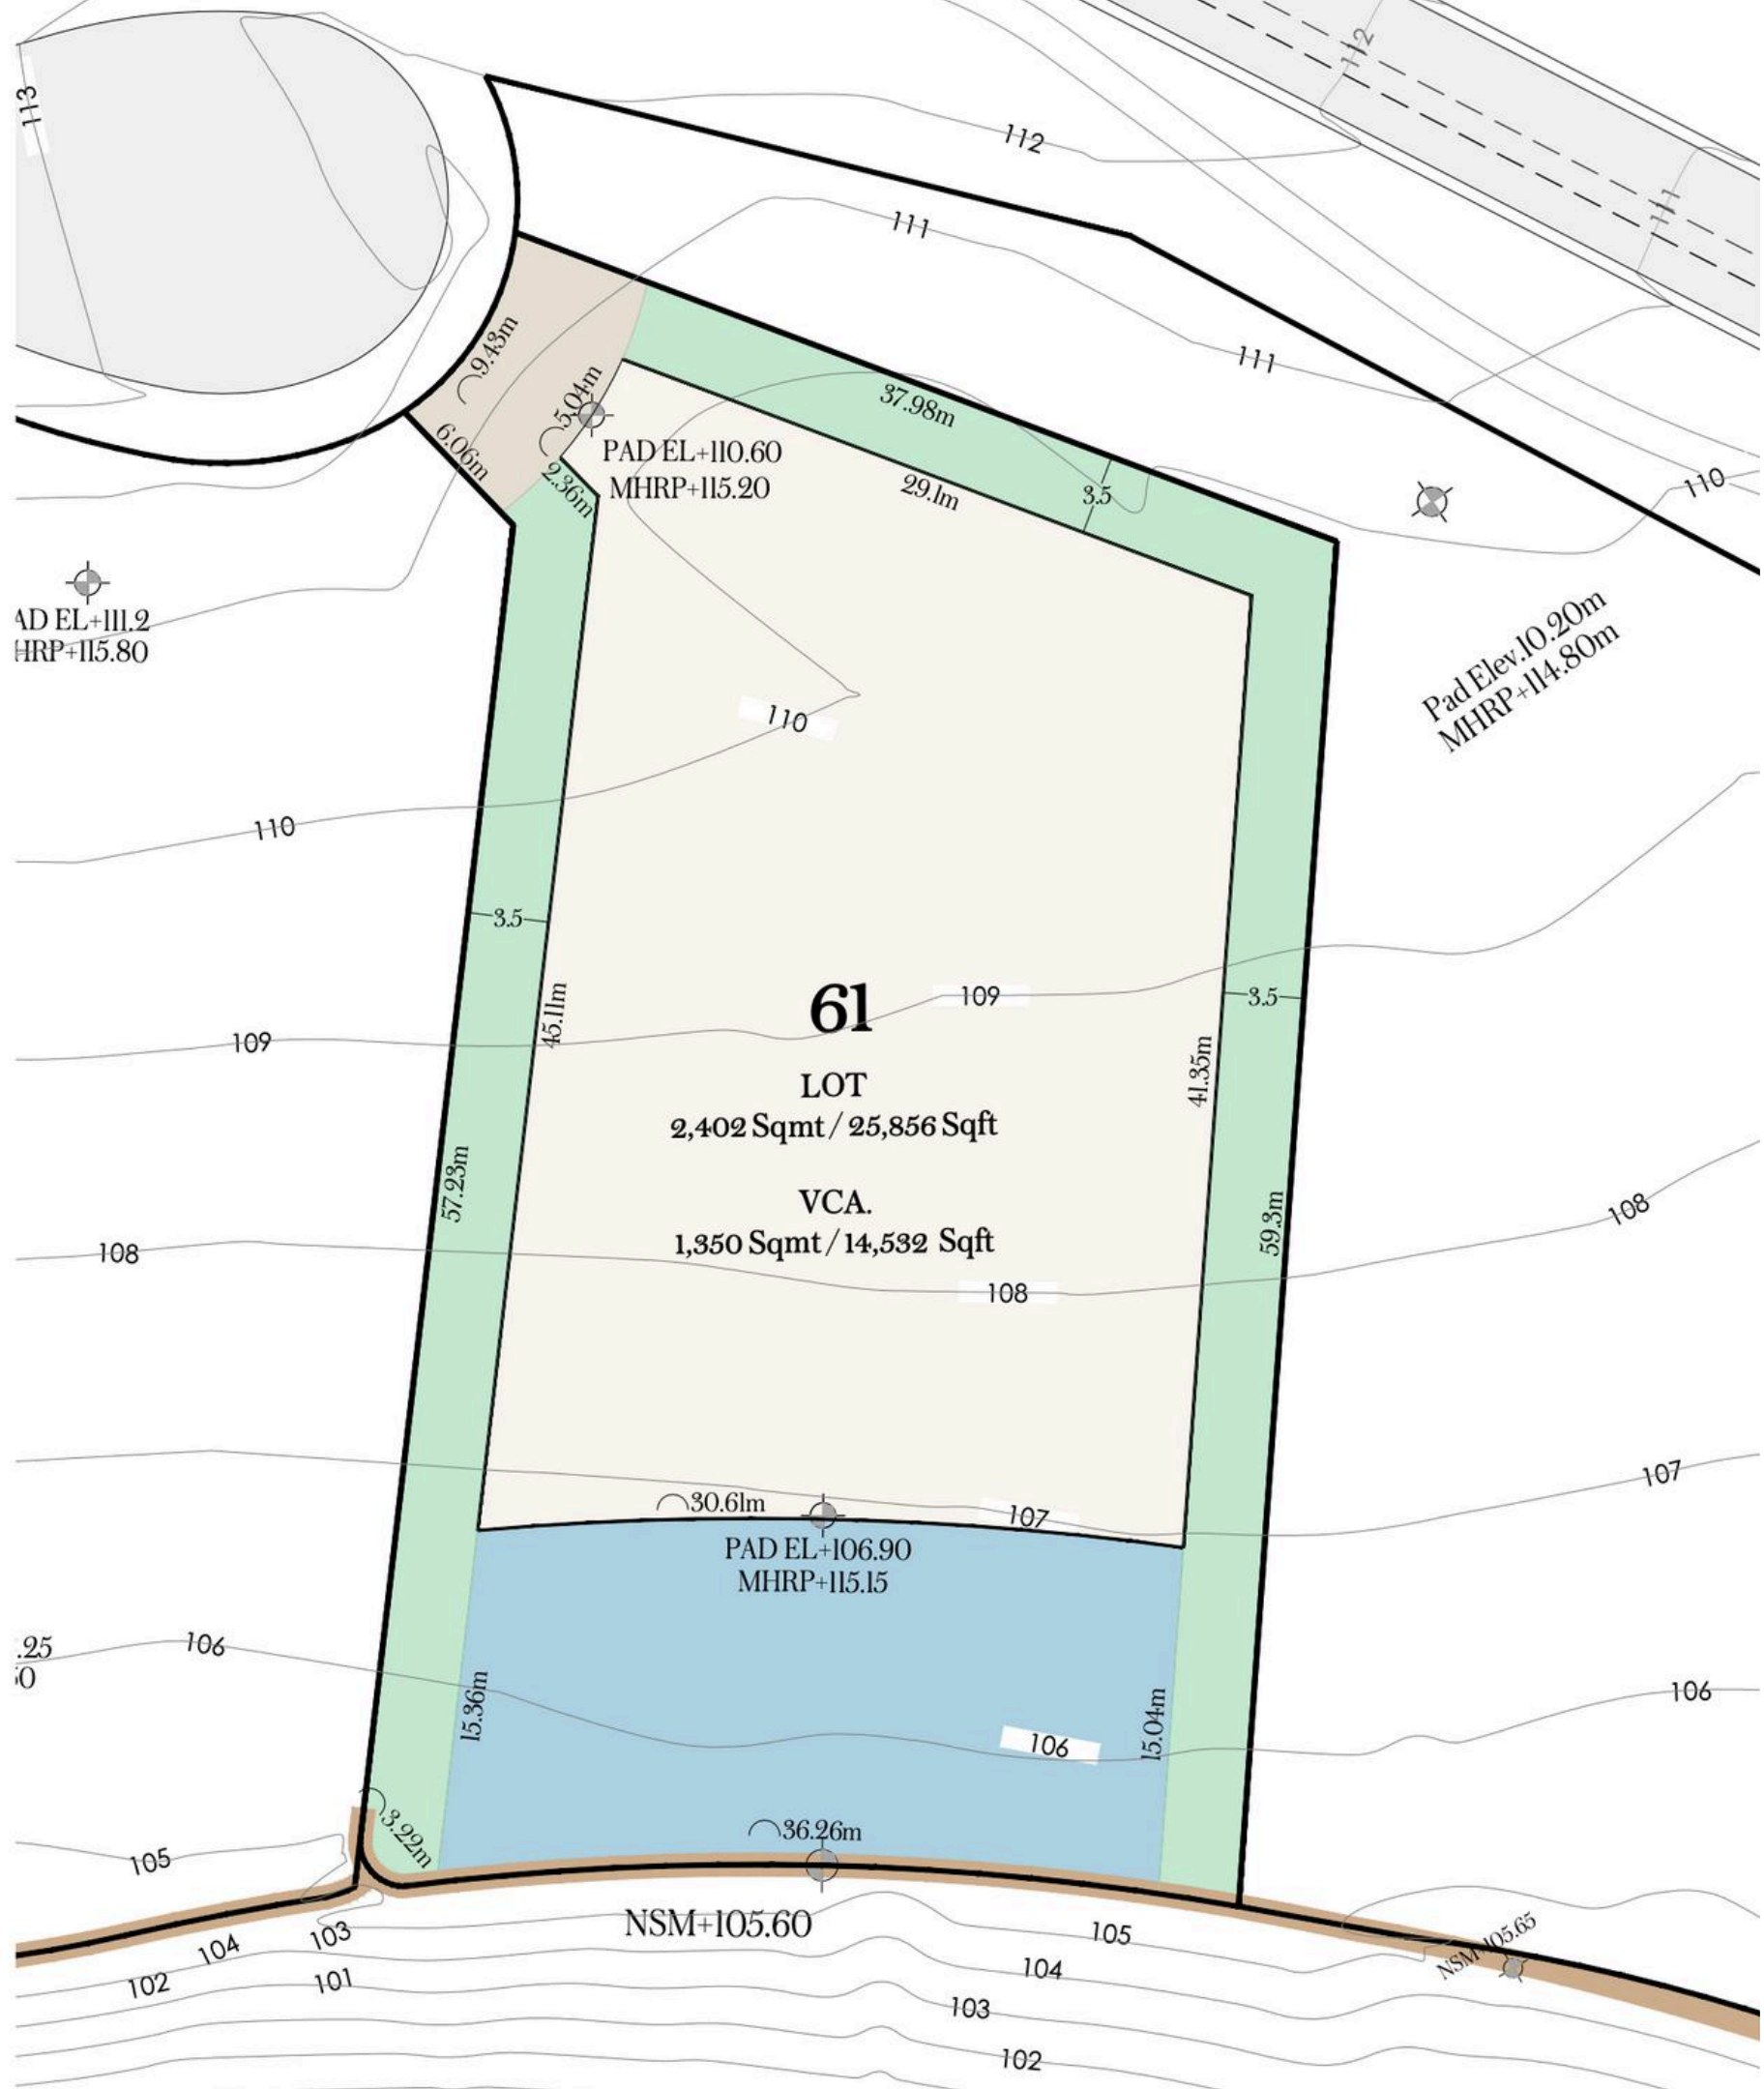 112
113
112
111
111
111
9.43m
5.04m
37.98m
6.06m
PAD EL+110.60
MHRP+115.20
2.36m
29.1m
3.5
110
AD EL+111.2
HRP+115.80
Pad Elev.10.20m
MHRP+114.80m
110
110
3.5
61
109
3.5
45.11m
109
41.35m
LOT
2,402 Sqmt / 25,856 Sqft
57.23m
VCA.
1,350 Sqmt / 14,532 Sqft
59.3m
108
108
108
107
30.61m
107
PAD EL+106.90
MHRP+115.15
.25
106
0
15.36m
106
15.04m
106
3.22m
36.26m
105
NSM+105.60
105
103
104
NSM+105.65
102
101
104
103
102